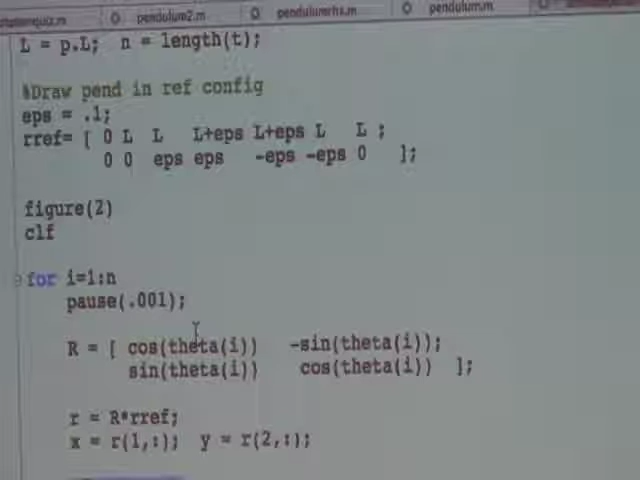 pendulum2.m pendulumrhs.m pendulum.m
L = p.L; n = length(t);
%Draw pend in ref config
eps = .1;
rref= [ 0 L L L+eps L+eps L L ;
0 0 eps eps -eps -eps 0 ];
figure(2)
clf
for i=1:n
pause(.001);
R = [ cos(theta(i)) -sin(theta(i));
sin(theta(i)) cos(theta(i)) ];
r = R*rref;
x = r(1,:); y = r(2,:);